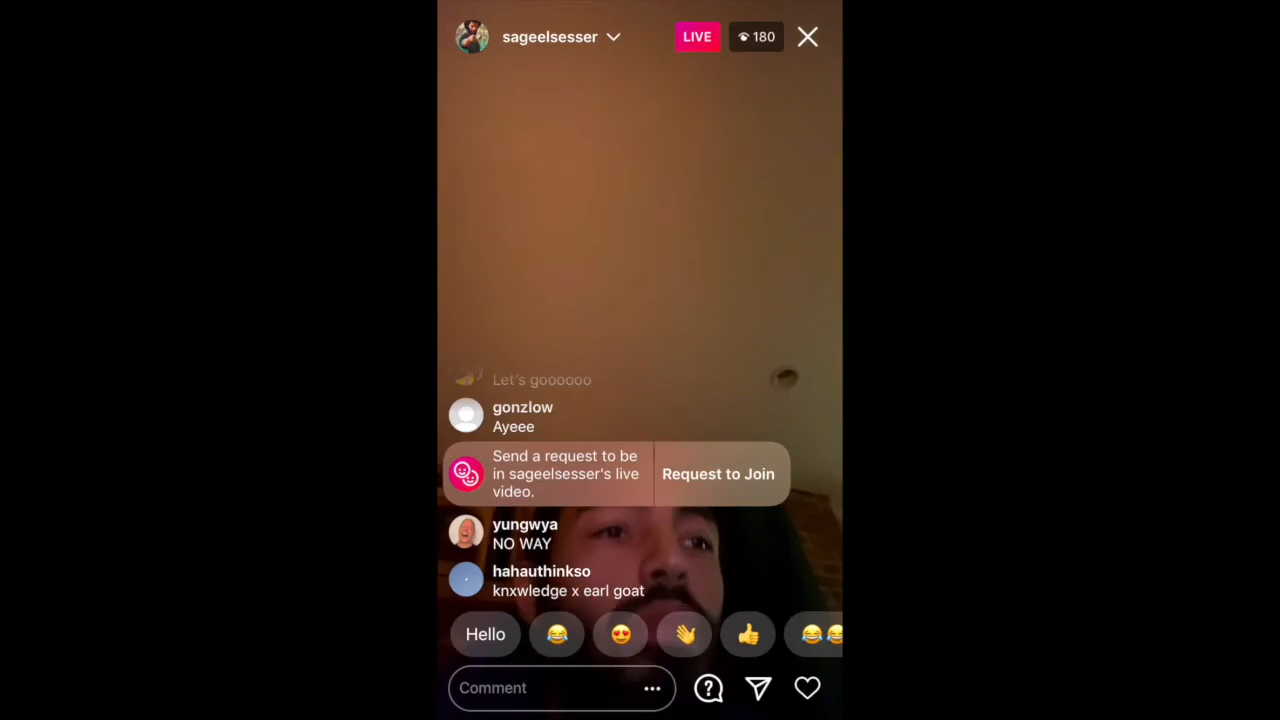 sageelsesser
LIVE
180
Let's goooooo
gonzlow
Ayeee
Send a request to be
in sageelsesser's live
video.
Request to Join
yungwya
NO WAY
hahauthinkso
knxwledge x earl goat
Hello
Comment